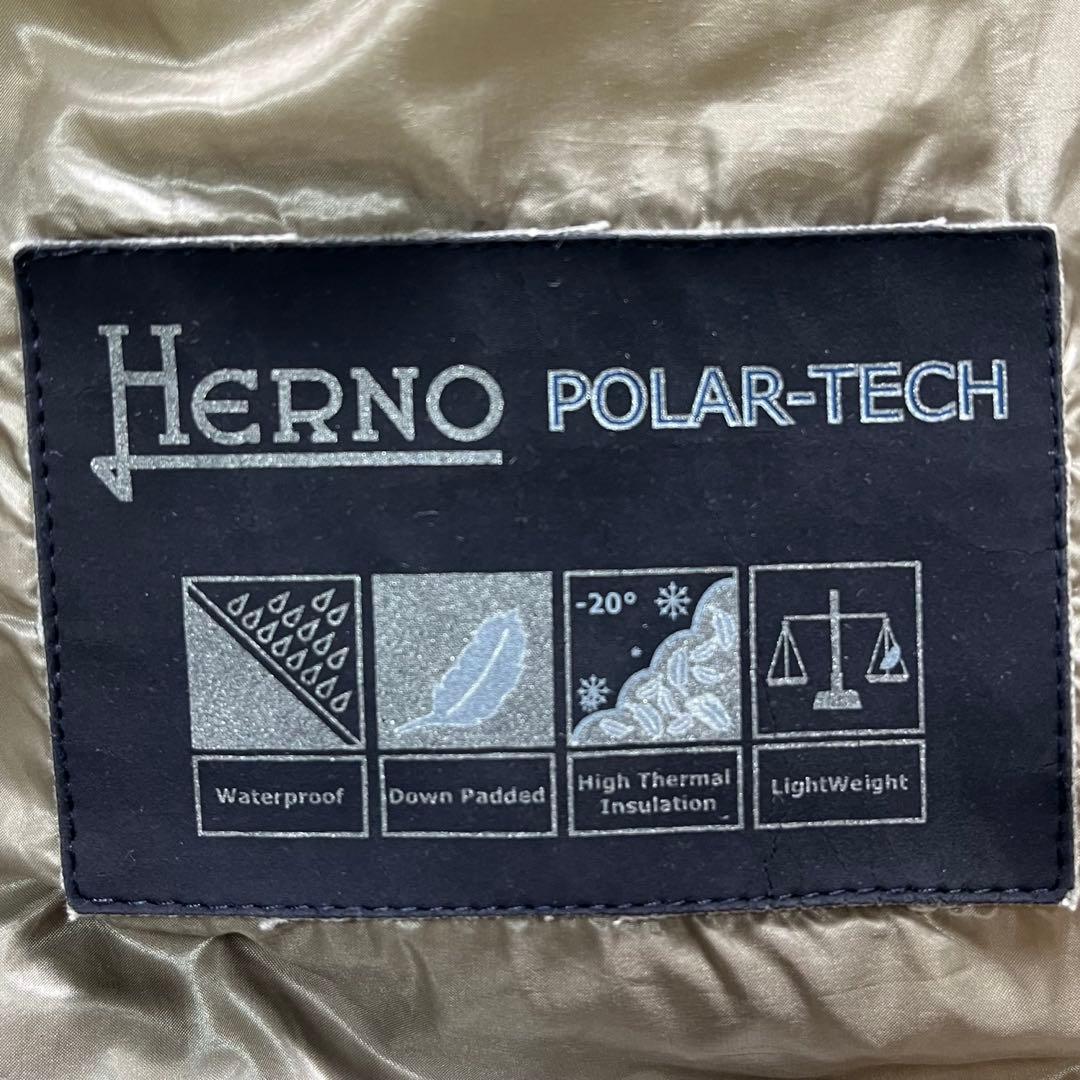 HERNO POLAR-TECH
-20°
Waterproof Down Padded High Thermal Insulation LightWeight